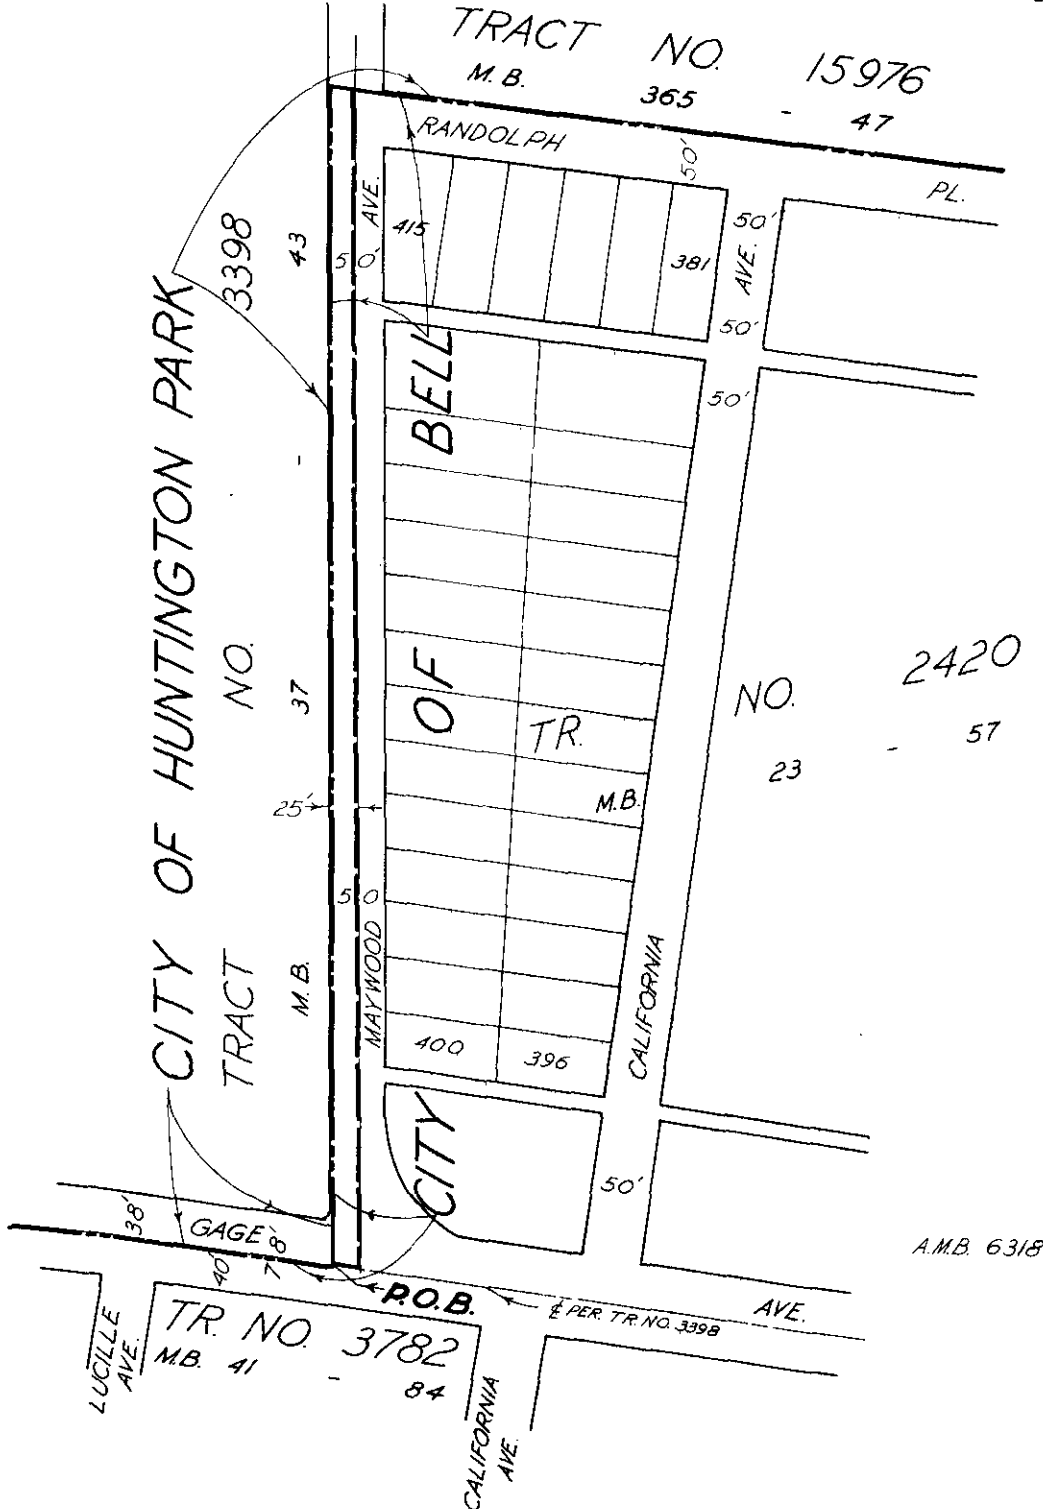 TRACT NO. 15976
M.B. 365 - 47
RANDOLPH PL.
50'
CITY OF HUNTINGTON PARK
TRACT NO. 3398
M.B. 37 - 43
MAYWOOD AVE.
50'
415
381
50'
AVE.
50'
50'
CITY OF BELL
TR. NO. 2420
M.B. 23 - 57
25'
50
400
396
CALIFORNIA
50'
38'
GAGE
78'
40'
P.O.B.
℄ PER. TR. NO. 3398
AVE.
A.M.B. 6318
LUCILLE AVE.
TR. NO. 3782
M.B. 41 - 84
CALIFORNIA AVE.